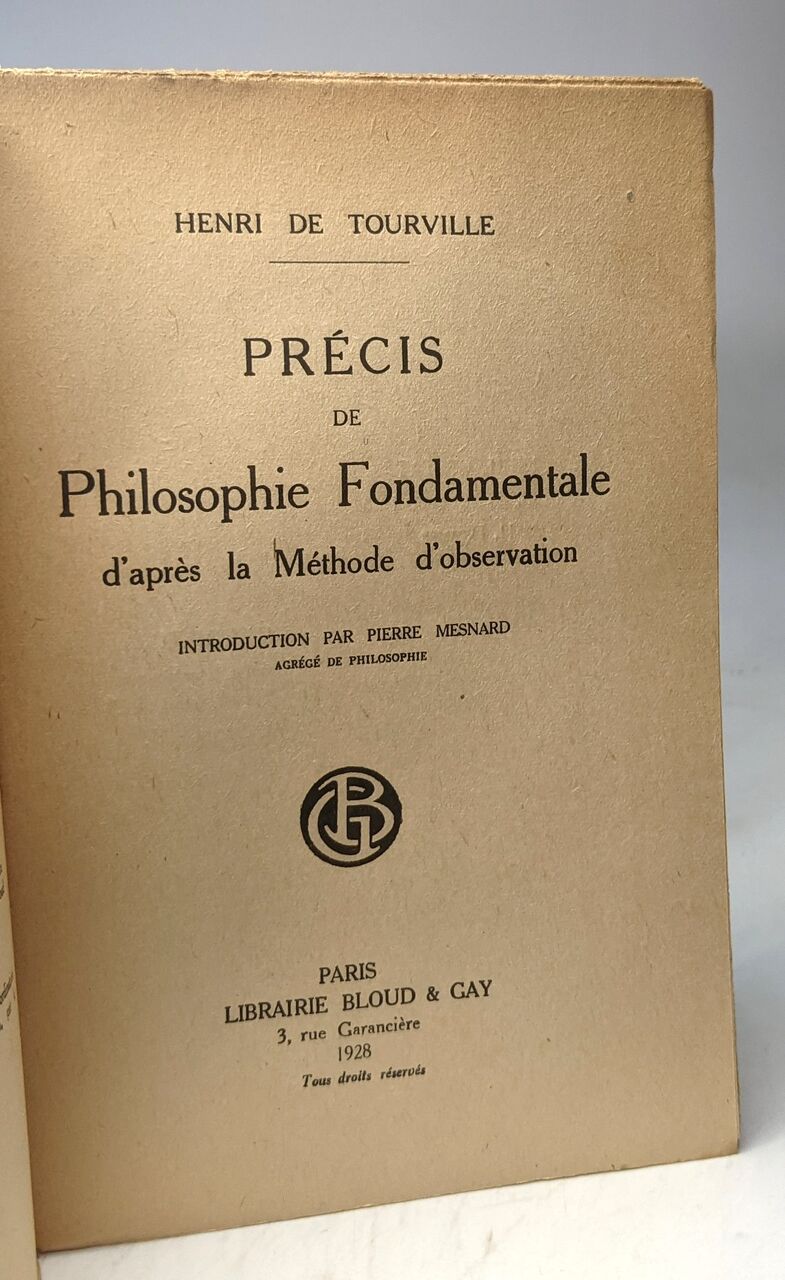 HENRI DE TOURVILLE
PRÉCIS
DE
Philosophie Fondamentale
d'après la Méthode d'observation
INTRODUCTION PAR PIERRE MESNARD
AGRÉGÉ DE PHILOSOPHIE
BG
PARIS
LIBRAIRIE BLOUD & GAY
3, rue Garancière
1928
Tous droits réservés